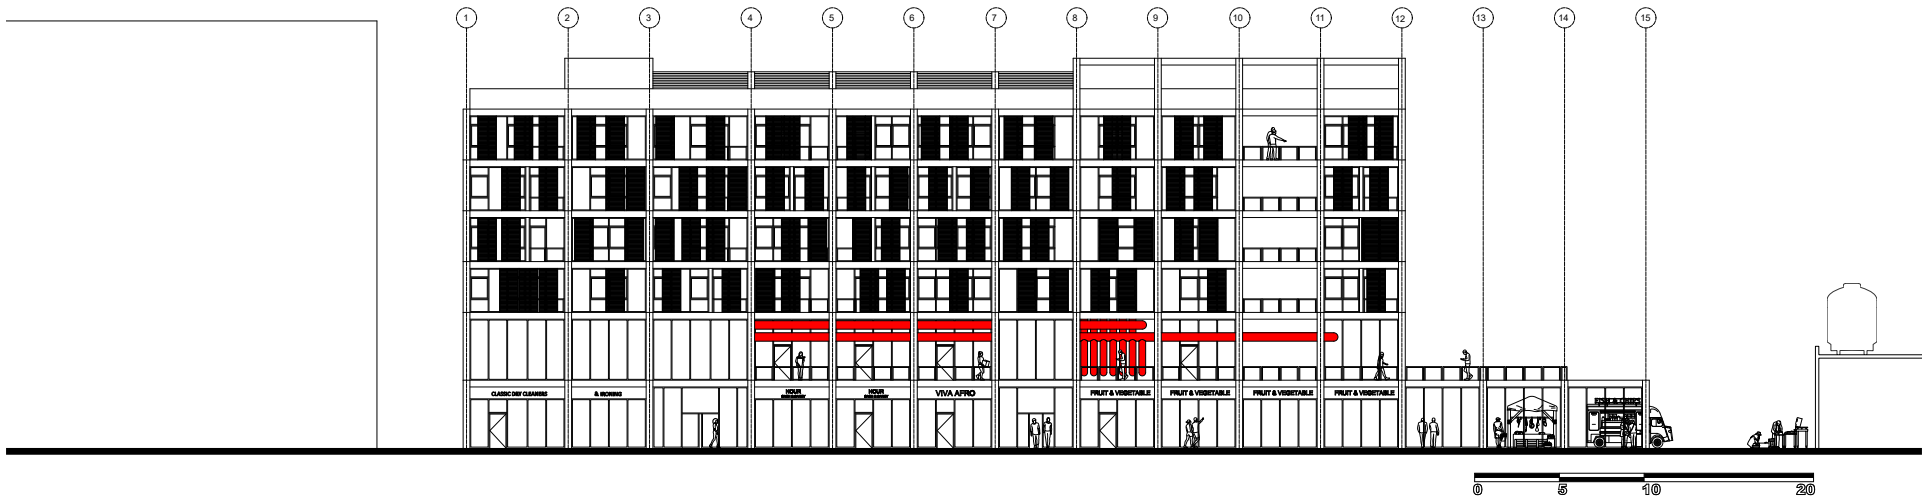 1 2 3 4 5 6 7 8 9 10 11 12 13 14 15
CLASSIC DRY CLEANERS
& IRONING
HOUR
HOUR
VIVA AFRO
FRUIT & VEGETABLE
FRUIT & VEGETABLE
FRUIT & VEGETABLE
FRUIT & VEGETABLE
0 5 10 20